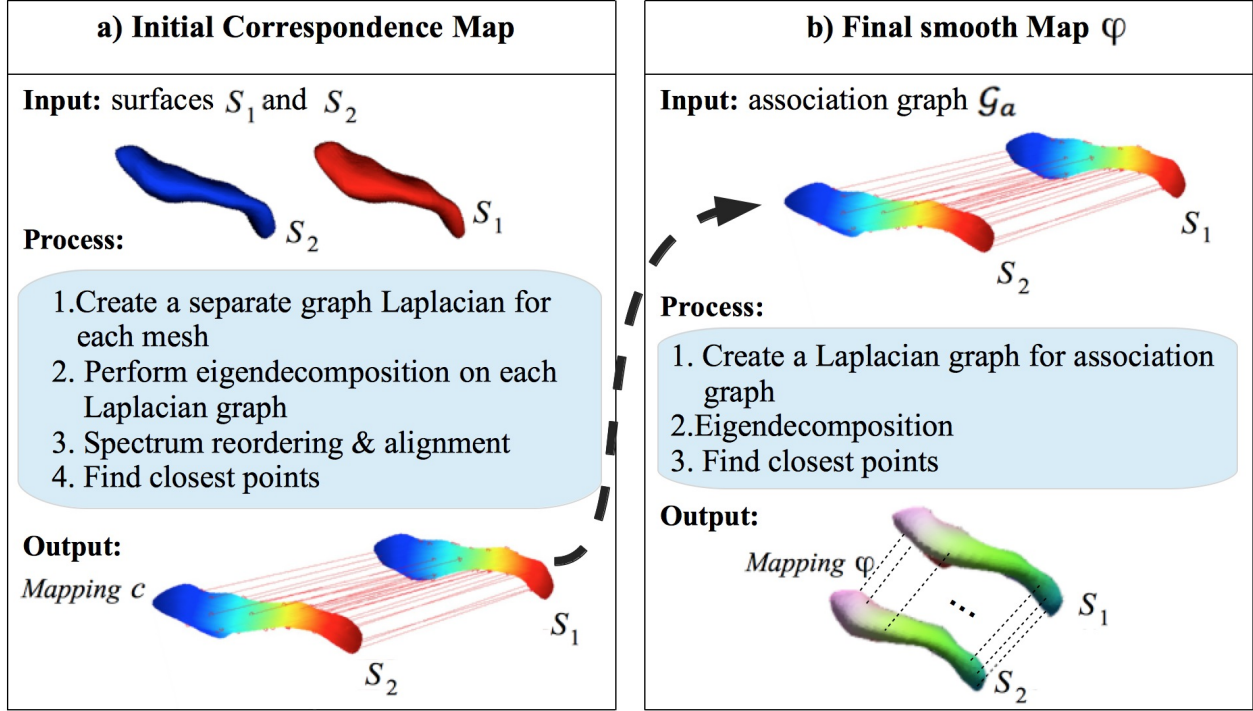 a) Initial Correspondence Map
Input: surfaces S₁ and S₂
S₂
S₁
Process:
1.Create a separate graph Laplacian for
each mesh
2. Perform eigendecomposition on each
Laplacian graph
3. Spectrum reordering & alignment
4. Find closest points
Output:
Mapping c
S₁
S₂
b) Final smooth Map φ
Input: association graph 𝒢ₐ
S₁
S₂
Process:
1. Create a Laplacian graph for association
graph
2.Eigendecomposition
3. Find closest points
Output:
Mapping φ
...
S₁
S₂